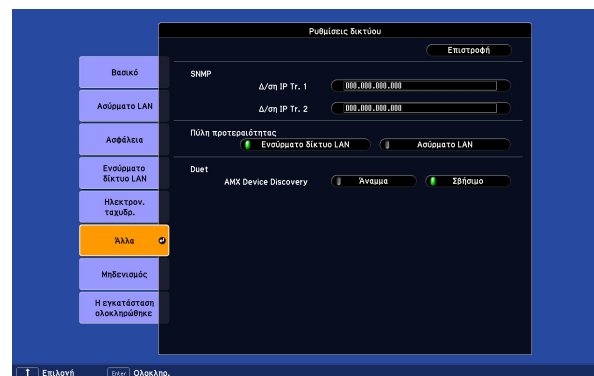 Ρυθμίσεις δικτύου
Επιστροφή
Βασικό
Ασύρματο LAN
Ασφάλεια
Ενσύρματο
δίκτυο LAN
Ηλεκτρον.
ταχυδρ.
Άλλα
Μηδενισμός
Η εγκατάσταση
ολοκληρώθηκε
SNMP
Δ/ση IP Tr. 1 000.000.000.000
Δ/ση IP Tr. 2 000.000.000.000
Πύλη προτεραιότητας
Ενσύρματο δίκτυο LAN Ασύρματο LAN
Duet
AMX Device Discovery Άναμμα Σβήσιμο
↑ Επιλογή Enter Ολοκληρ.